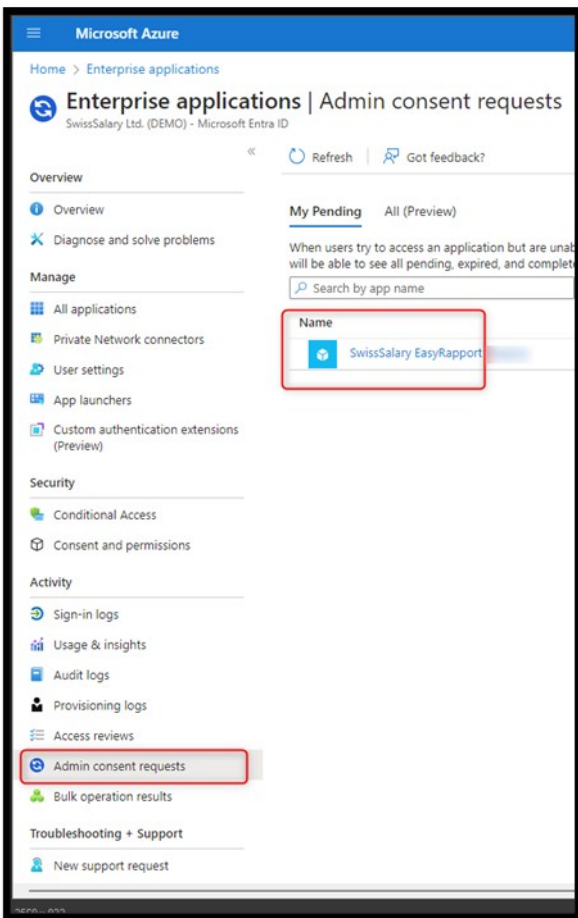 Microsoft Azure
Home > Enterprise applications
Enterprise applications | Admin consent requests
SwissSalary Ltd. (DEMO) - Microsoft Entra ID
«
Refresh
Got feedback?
Overview
Overview
Diagnose and solve problems
Manage
All applications
Private Network connectors
User settings
App launchers
Custom authentication extensions
(Preview)
Security
Conditional Access
Consent and permissions
Activity
Sign-in logs
Usage & insights
Audit logs
Provisioning logs
Access reviews
Admin consent requests
Bulk operation results
Troubleshooting + Support
New support request
My Pending
All (Preview)
When users try to access an application but are
will be able to see all pending, expired, and
Search by app name
Name
SwissSalary EasyRapport